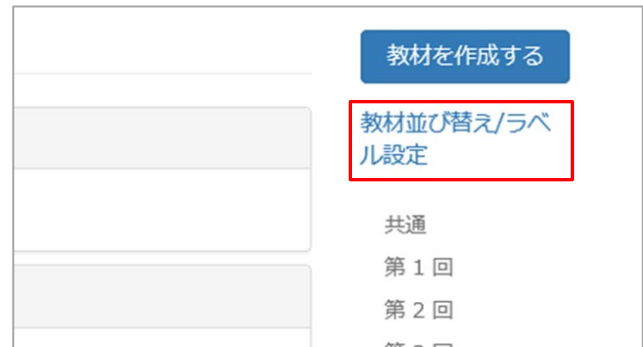 教材を作成する
教材並び替え/ラベ
ル設定
共通
第 1 回
第 2 回